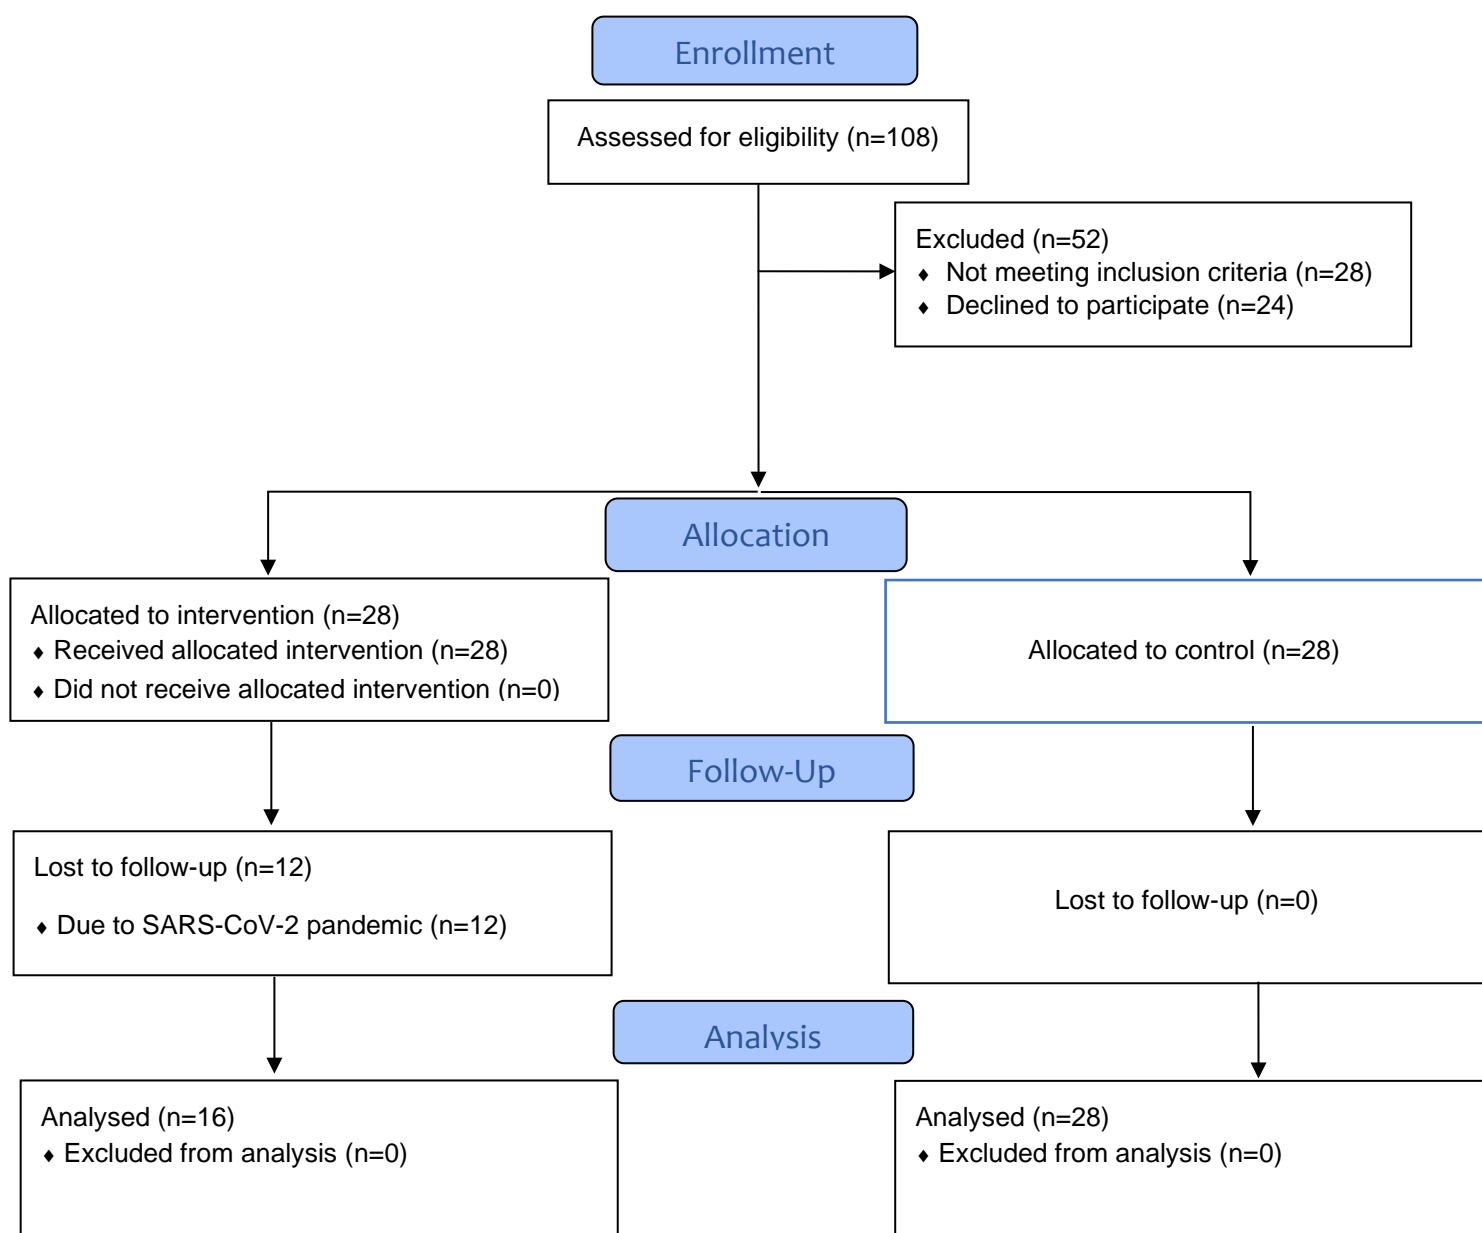 Enrollment
Assessed for eligibility (n=108)
Excluded (n=52)
♦ Not meeting inclusion criteria (n=28)
♦ Declined to participate (n=24)
Allocation
Allocated to intervention (n=28)
♦ Received allocated intervention (n=28)
♦ Did not receive allocated intervention (n=0)
Allocated to control (n=28)
Follow-Up
Lost to follow-up (n=12)
♦ Due to SARS-CoV-2 pandemic (n=12)
Lost to follow-up (n=0)
Analysis
Analysed (n=16)
♦ Excluded from analysis (n=0)
Analysed (n=28)
♦ Excluded from analysis (n=0)